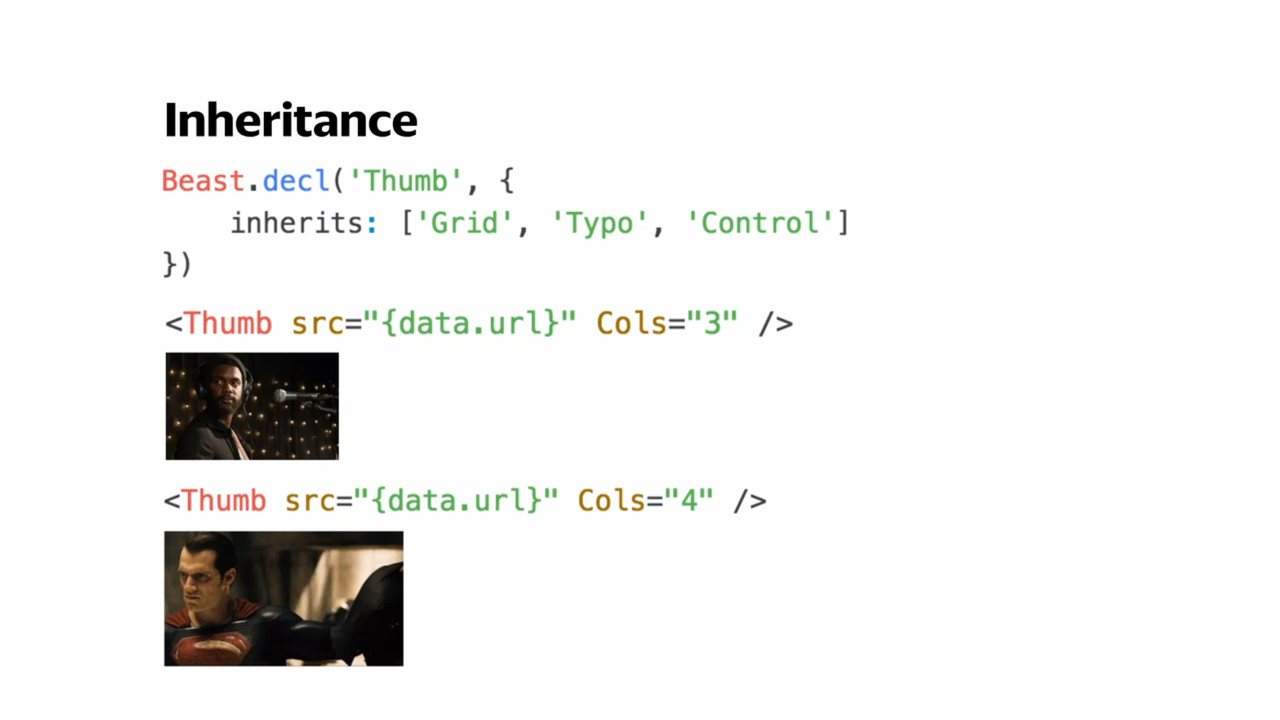 Inheritance
Beast.decl('Thumb', {
    inherits: ['Grid', 'Typo', 'Control']
})
<Thumb src="{data.url}" Cols="3" />
<Thumb src="{data.url}" Cols="4" />